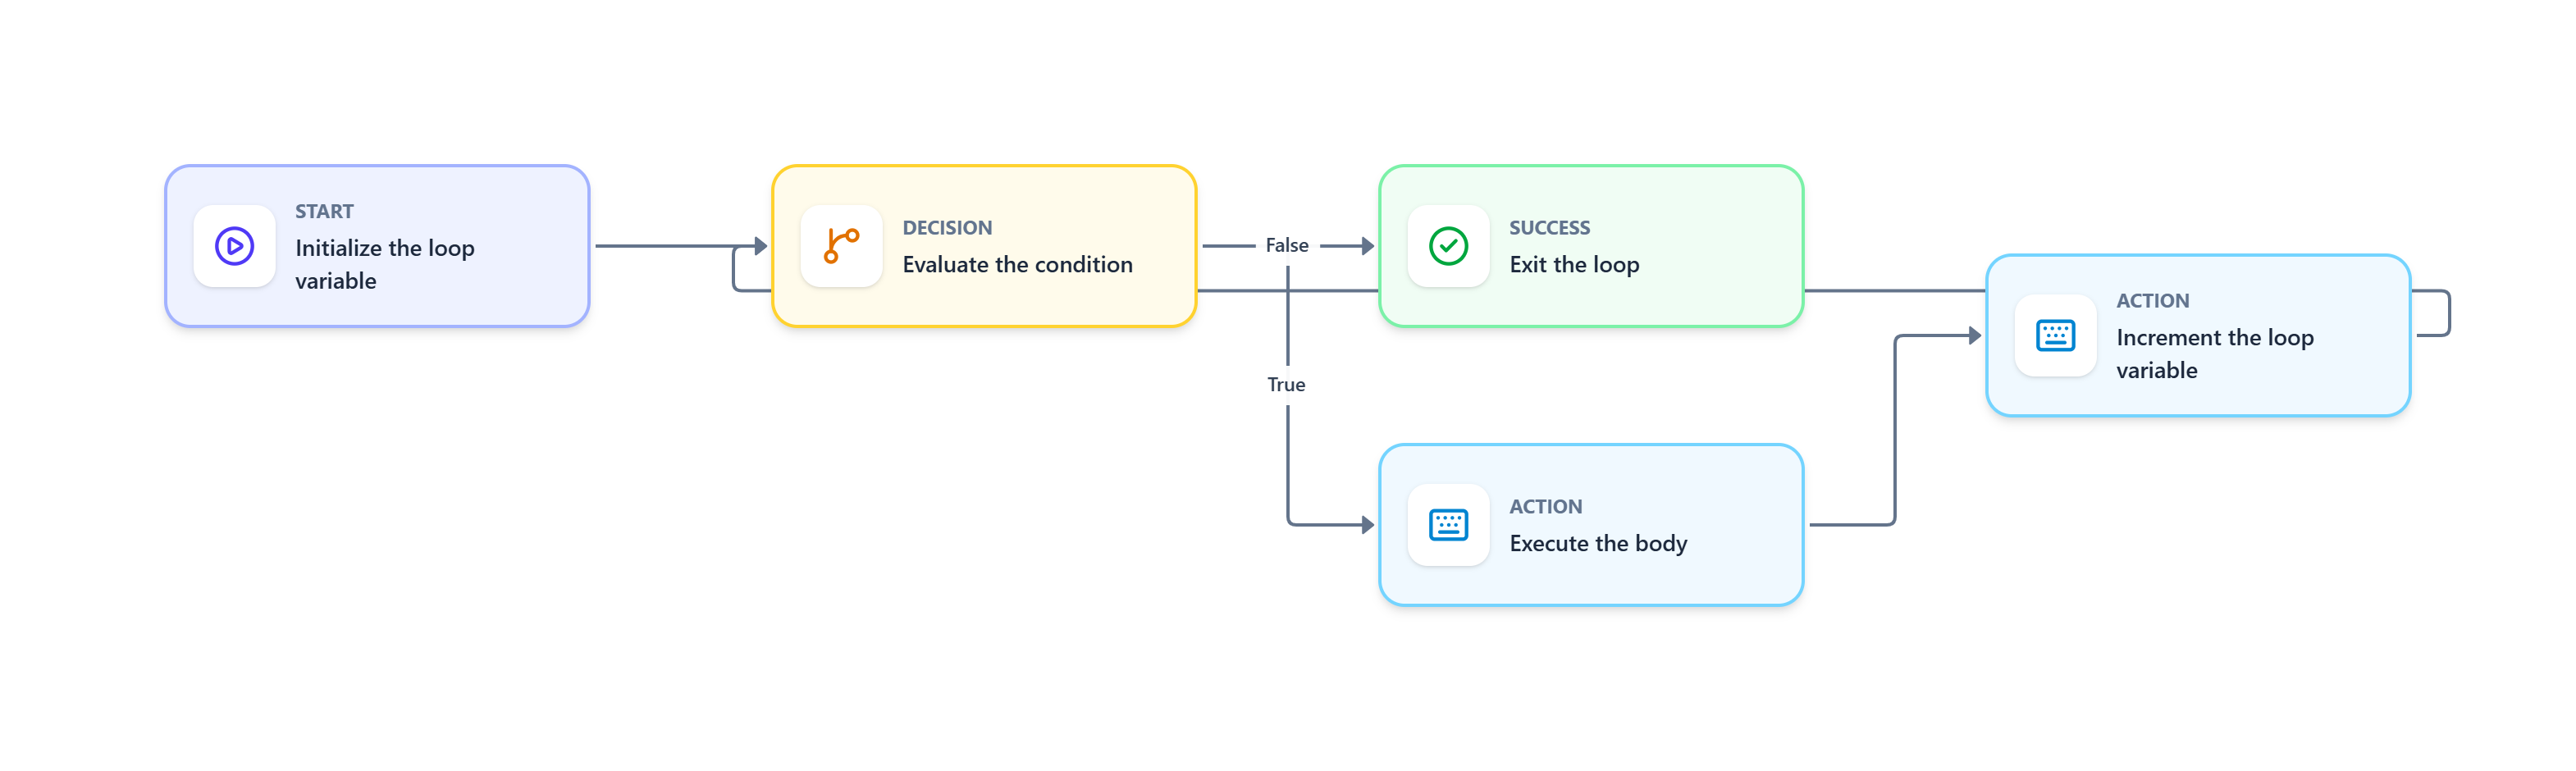 START
Initialize the loop
variable
DECISION
Evaluate the condition
False
SUCCESS
Exit the loop
ACTION
Increment the loop
variable
True
ACTION
Execute the body